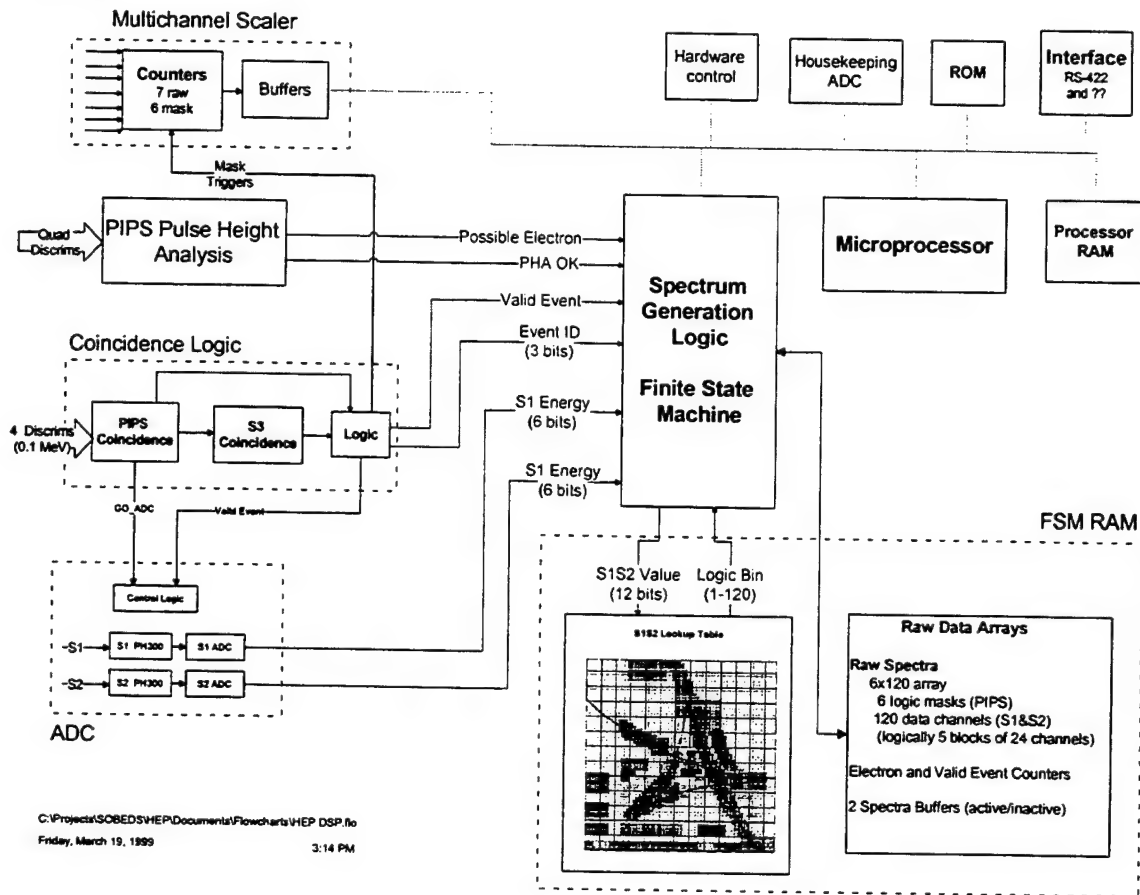 Multichannel Scaler
Counters
7 raw
6 mask
Buffers
Hardware
control
Housekeeping
ADC
ROM
Interface
RS-422
and ??
Mask
Triggers
Quad
Discrims
PIPS Pulse Height
Analysis
Possible Electron
PHA OK
Valid Event
Event ID
(3 bits)
S1 Energy
(6 bits)
S1 Energy
(6 bits)
Spectrum
Generation
Logic
Finite State
Machine
Microprocessor
Processor
RAM
Coincidence Logic
4 Discrims
(0.1 MeV)
PIPS
Coincidence
S3
Coincidence
Logic
GO_ADC
Valid Event
Control Logic
~S1
S1 PH300
S1 ADC
~S2
S2 PH300
S2 ADC
ADC
FSM RAM
S1S2 Value
(12 bits)
Logic Bin
(1-120)
S1S2 Lookup Table
Raw Data Arrays
Raw Spectra
6x120 array
6 logic masks (PIPS)
120 data channels (S1&S2)
(logically 5 blocks of 24 channels)
Electron and Valid Event Counters
2 Spectra Buffers (active/inactive)
C:\Projects\SOBEDS\HEP\Documents\Flowcharts\HEP DSP.flo
Friday, March 19, 1999
3:14 PM